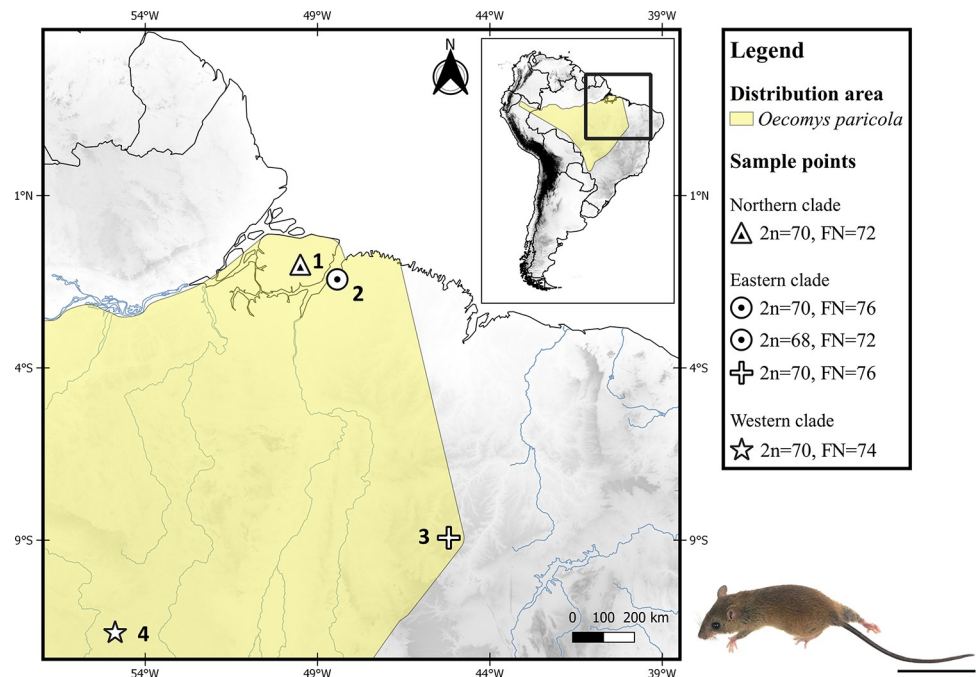 54°W 49°W 44°W 39°W
N
1°N 1°N
1
2
4°S 4°S
3
9°S 9°S
4
0 100 200 km
54°W 49°W 44°W 39°W
Legend
Distribution area
Oecomys paricola
Sample points
Northern clade
2n=70, FN=72
Eastern clade
2n=70, FN=76
2n=68, FN=72
2n=70, FN=76
Western clade
2n=70, FN=74